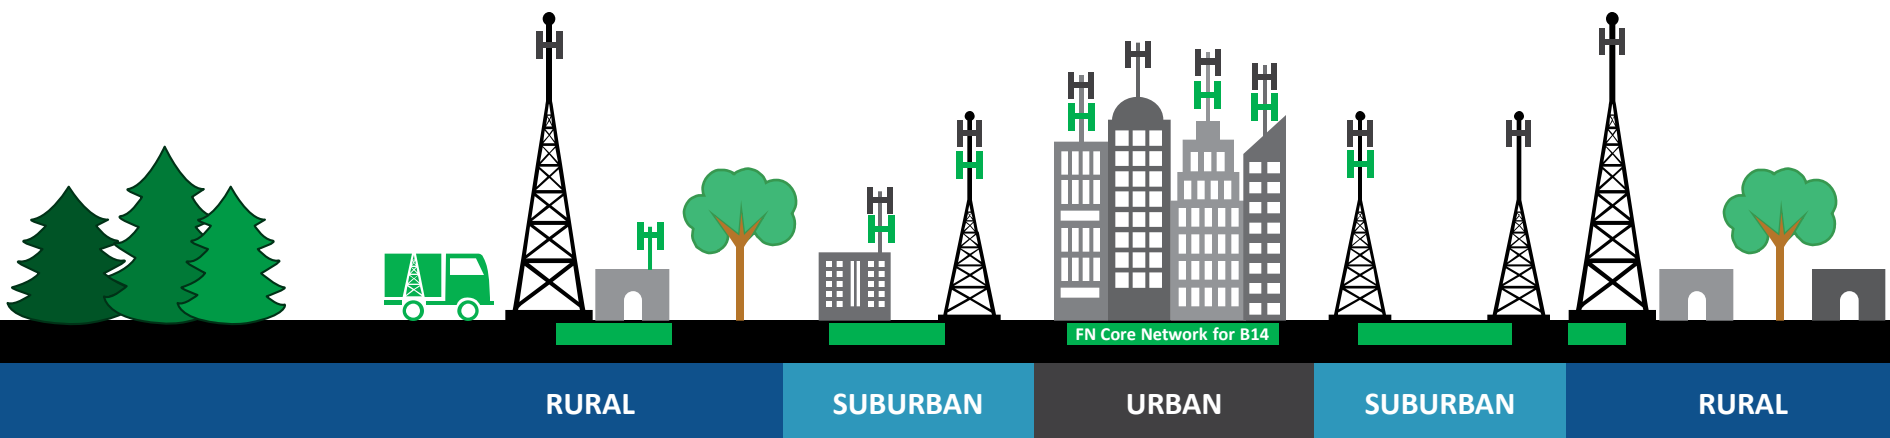 FN Core Network for B14
RURAL
SUBURBAN
URBAN
SUBURBAN
RURAL